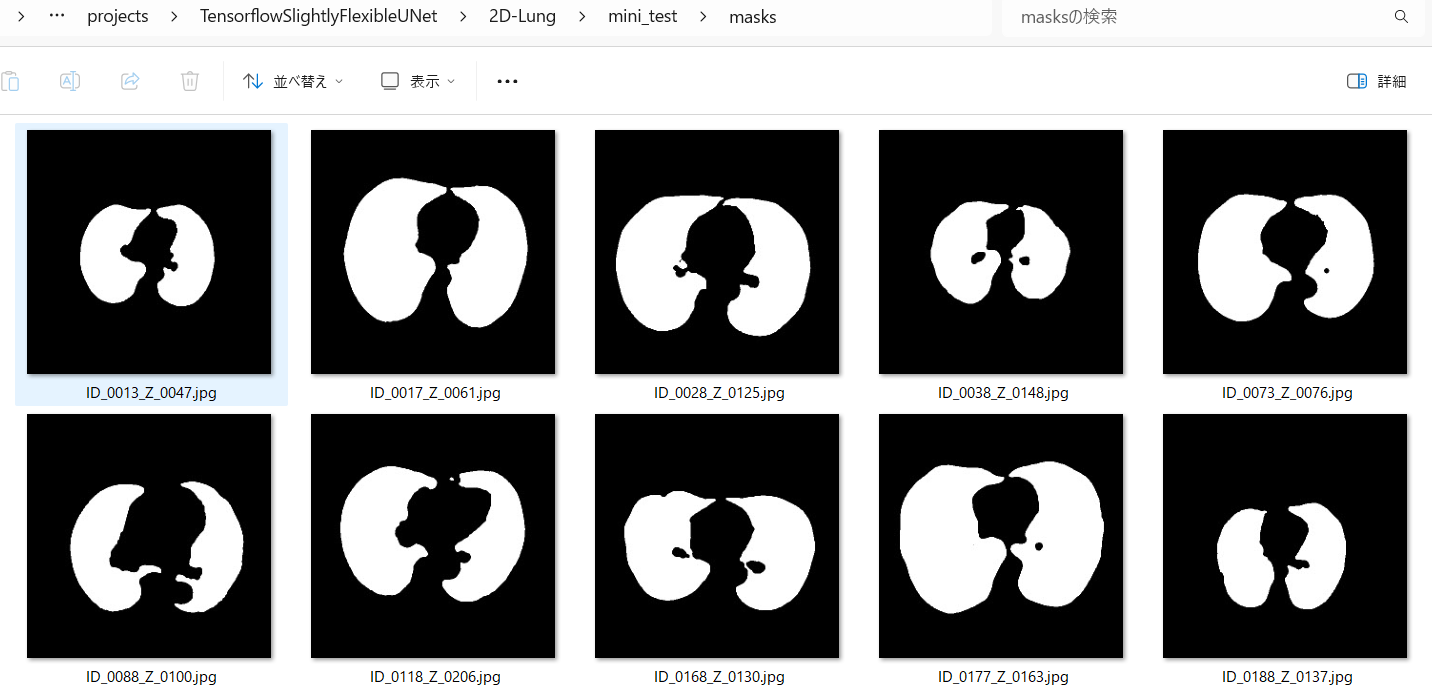 projects > TensorflowSlightlyFlexibleUNet > 2D-Lung > mini_test > masks
masksの検索
並べ替え 表示 詳細
ID_0013_Z_0047.jpg ID_0017_Z_0061.jpg ID_0028_Z_0125.jpg ID_0038_Z_0148.jpg ID_0073_Z_0076.jpg
ID_0088_Z_0100.jpg ID_0118_Z_0206.jpg ID_0168_Z_0130.jpg ID_0177_Z_0163.jpg ID_0188_Z_0137.jpg